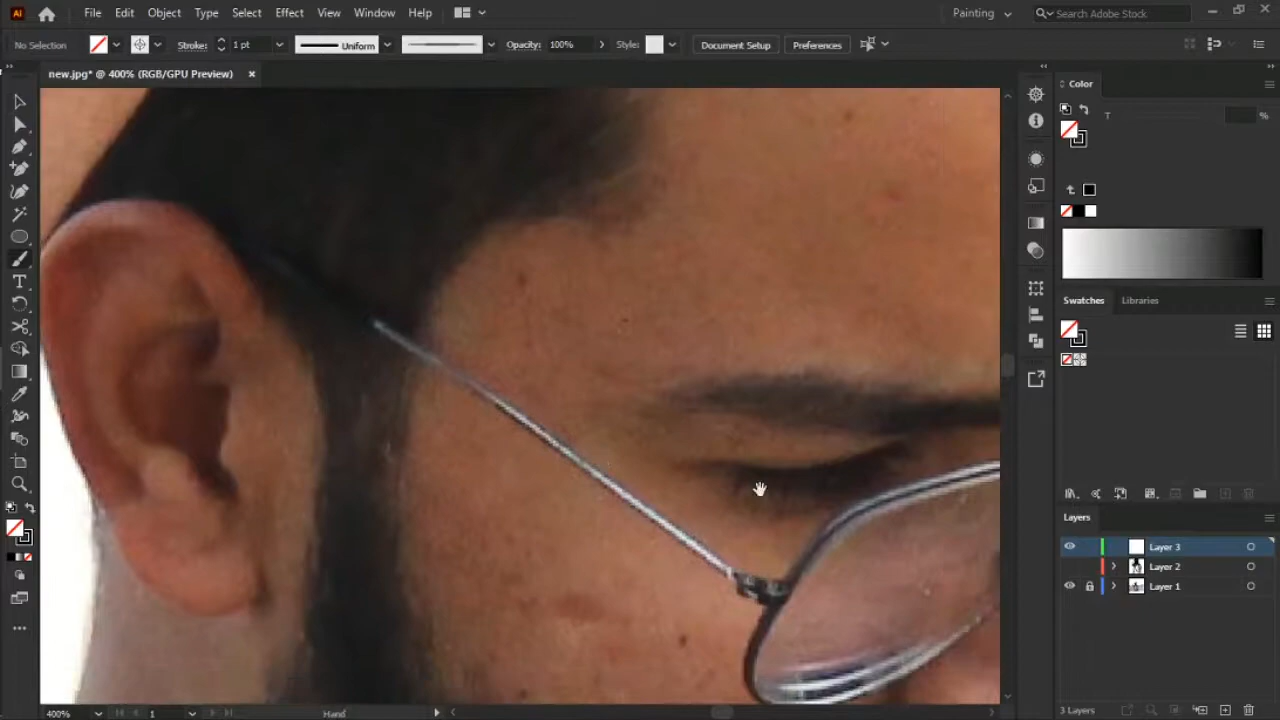 Ai File Edit Object Type Select Effect View Window Help Painting Search Adobe Stock
No Selection Stroke: 1 pt Uniform Opacity: 100% Style: Document Setup Preferences
new.jpg* @ 400% (RGB/GPU Preview)
Color
T %
Swatches Libraries
Layers
Layer 3
Layer 2
Layer 1
400% 1 Hand 3 Layers